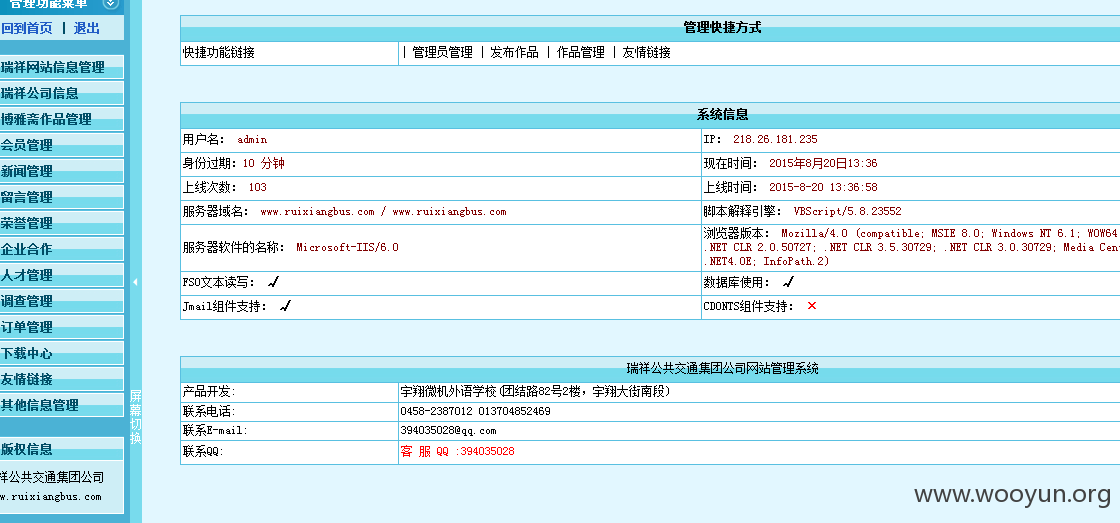 管理功能菜单
回到首页 | 退出
瑞祥网站信息管理
瑞祥公司信息
博雅斋作品管理
会员管理
新闻管理
留言管理
荣誉管理
企业合作
人才管理
调查管理
订单管理
下载中心
友情链接
其他信息管理
版权信息
祥公共交通集团公司
w.ruixiangbus.com
屏幕切换
管理快捷方式
快捷功能链接 | 管理员管理 | 发布作品 | 作品管理 | 友情链接
系统信息
用户名： admin IP： 218.26.181.235
身份过期：10 分钟 现在时间： 2015年8月20日13:36
上线次数： 103 上线时间： 2015-8-20 13:36:58
服务器域名： www.ruixiangbus.com / www.ruixiangbus.com 脚本解释引擎： VBScript/5.8.23552
服务器软件的名称： Microsoft-IIS/6.0 浏览器版本： Mozilla/4.0 (compatible; MSIE 8.0; Windows NT 6.1; WOW64
.NET CLR 2.0.50727; .NET CLR 3.5.30729; .NET CLR 3.0.30729; Media Cen
.NET4.0E; InfoPath.2)
FSO文本读写： ✓ 数据库使用： ✓
Jmail组件支持： ✓ CDONTS组件支持： ×
瑞祥公共交通集团公司网站管理系统
产品开发: 宇翔微机外语学校(团结路82号2楼，宇翔大街南段)
联系电话: 0458-2387012 013704852469
联系E-mail: 394035028@qq.com
联系QQ: 客 服 QQ :394035028
www.wooyun.org